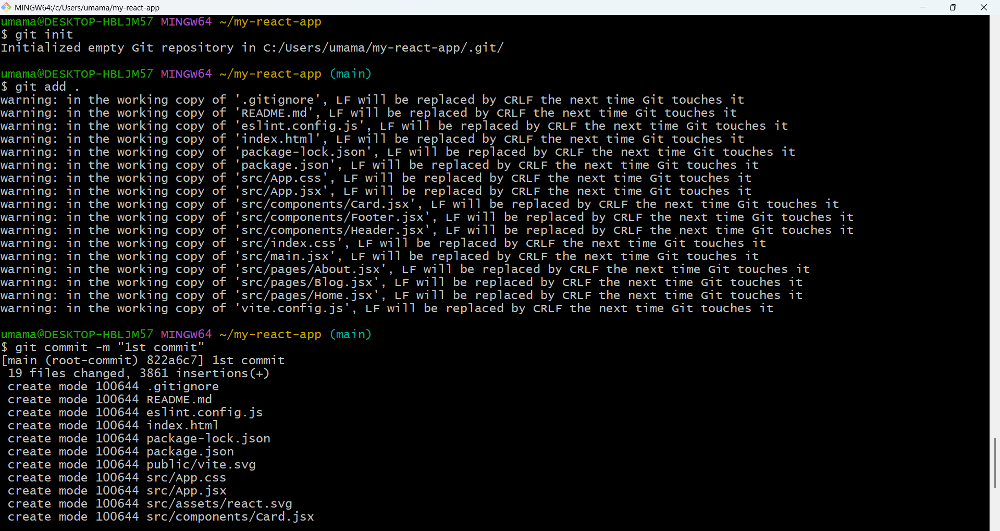 MINGW64:/c/Users/umama/my-react-app
umama@DESKTOP-HBLJM57 MINGW64 ~/my-react-app
$ git init
Initialized empty Git repository in C:/Users/umama/my-react-app/.git/
umama@DESKTOP-HBLJM57 MINGW64 ~/my-react-app (main)
$ git add .
warning: in the working copy of '.gitignore', LF will be replaced by CRLF the next time Git touches it
warning: in the working copy of 'README.md', LF will be replaced by CRLF the next time Git touches it
warning: in the working copy of 'eslint.config.js', LF will be replaced by CRLF the next time Git touches it
warning: in the working copy of 'index.html', LF will be replaced by CRLF the next time Git touches it
warning: in the working copy of 'package-lock.json', LF will be replaced by CRLF the next time Git touches it
warning: in the working copy of 'package.json', LF will be replaced by CRLF the next time Git touches it
warning: in the working copy of 'src/App.css', LF will be replaced by CRLF the next time Git touches it
warning: in the working copy of 'src/App.jsx', LF will be replaced by CRLF the next time Git touches it
warning: in the working copy of 'src/components/Card.jsx', LF will be replaced by CRLF the next time Git touches it
warning: in the working copy of 'src/components/Footer.jsx', LF will be replaced by CRLF the next time Git touches it
warning: in the working copy of 'src/components/Header.jsx', LF will be replaced by CRLF the next time Git touches it
warning: in the working copy of 'src/index.css', LF will be replaced by CRLF the next time Git touches it
warning: in the working copy of 'src/main.jsx', LF will be replaced by CRLF the next time Git touches it
warning: in the working copy of 'src/pages/About.jsx', LF will be replaced by CRLF the next time Git touches it
warning: in the working copy of 'src/pages/Blog.jsx', LF will be replaced by CRLF the next time Git touches it
warning: in the working copy of 'src/pages/Home.jsx', LF will be replaced by CRLF the next time Git touches it
warning: in the working copy of 'vite.config.js', LF will be replaced by CRLF the next time Git touches it
umama@DESKTOP-HBLJM57 MINGW64 ~/my-react-app (main)
$ git commit -m "1st commit"
[main (root-commit) 822a6c7] 1st commit
19 files changed, 3861 insertions(+)
create mode 100644 .gitignore
create mode 100644 README.md
create mode 100644 eslint.config.js
create mode 100644 index.html
create mode 100644 package-lock.json
create mode 100644 package.json
create mode 100644 public/vite.svg
create mode 100644 src/App.css
create mode 100644 src/App.jsx
create mode 100644 src/assets/react.svg
create mode 100644 src/components/Card.jsx